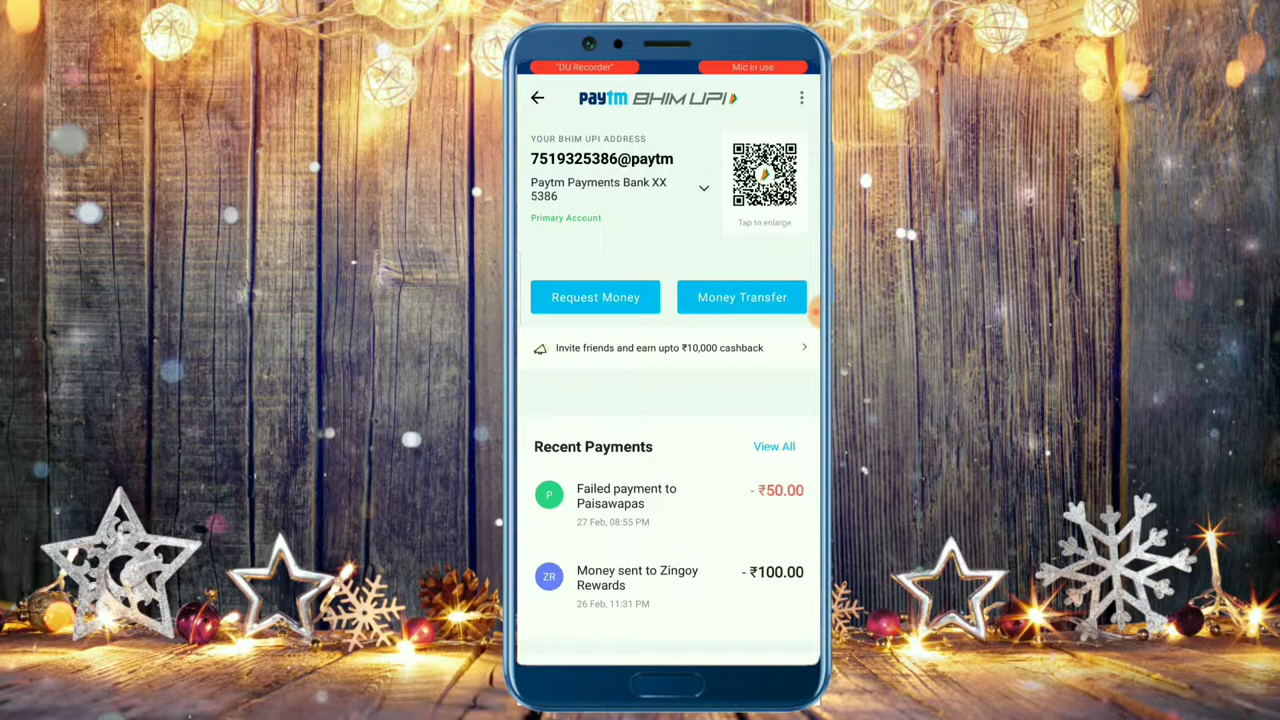 "DU Recorder"
Mic in use
paytm BHIM UPI
YOUR BHIM UPI ADDRESS
7519325386@paytm
Paytm Payments Bank XX
5386
Primary Account
Tap to enlarge
Request Money
Money Transfer
Invite friends and earn upto ₹10,000 cashback
Recent Payments
View All
P
Failed payment to
Paisawapas
- ₹50.00
27 Feb, 08:55 PM
ZR
Money sent to Zingoy
Rewards
- ₹100.00
26 Feb, 11:31 PM